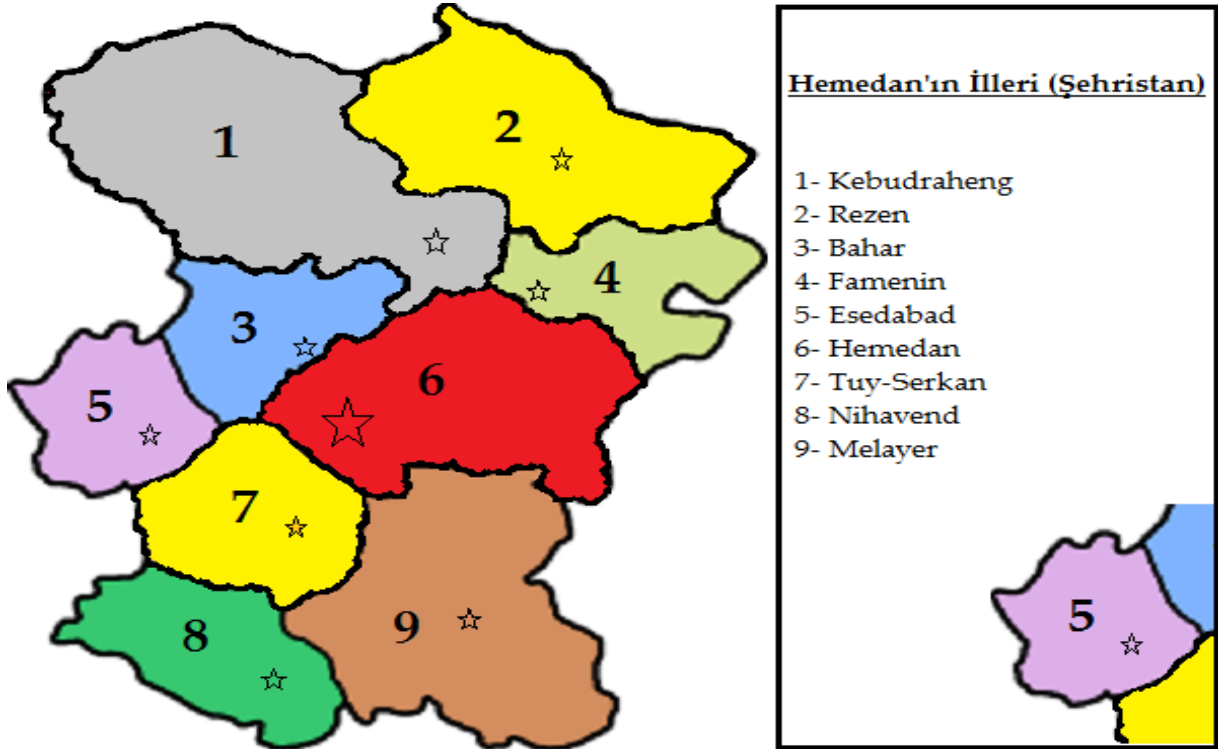 1
2
3
4
5
6
7
8
9
Hemedan'ın İlleri (Şehristan)
1- Kebudraheng
2- Rezen
3- Bahar
4- Famenin
5- Esedabad
6- Hemedan
7- Tuy-Serkan
8- Nihavend
9- Melayer
5